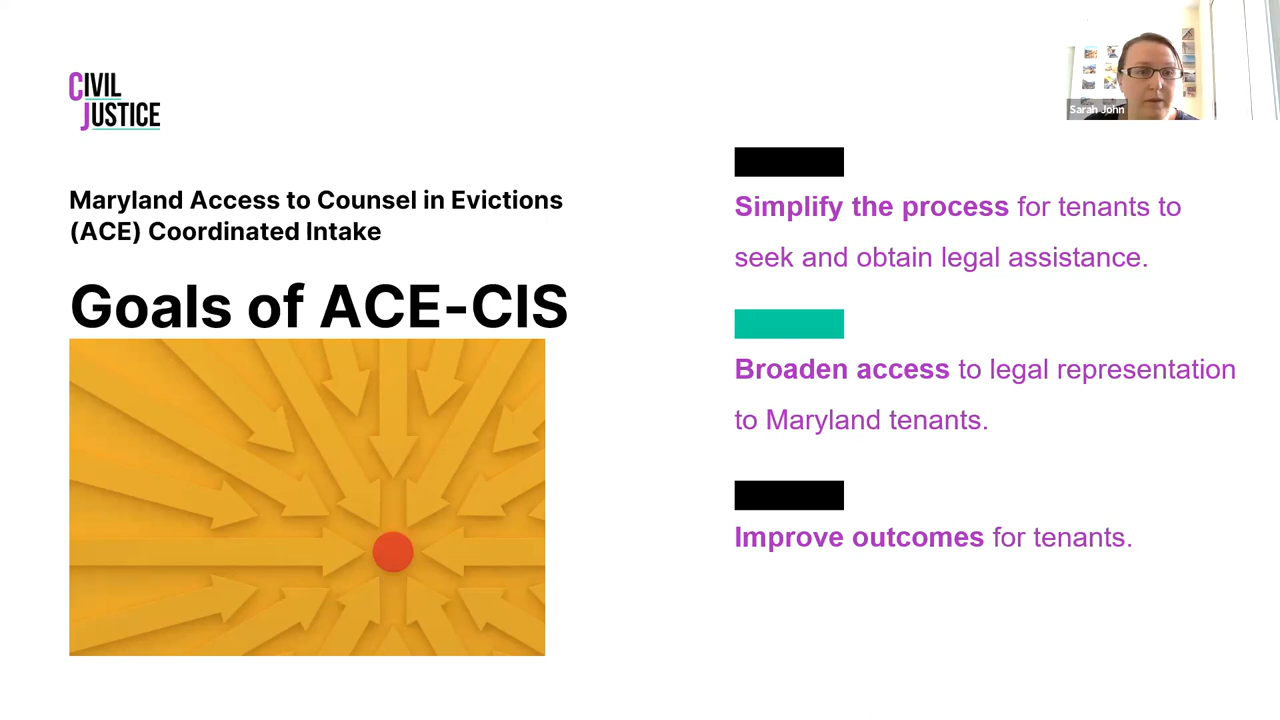 CIVIL
JUSTICE
Sarah John
Maryland Access to Counsel in Evictions
(ACE) Coordinated Intake
Goals of ACE-CIS
Simplify the process for tenants to
seek and obtain legal assistance.
Broaden access to legal representation
to Maryland tenants.
Improve outcomes for tenants.